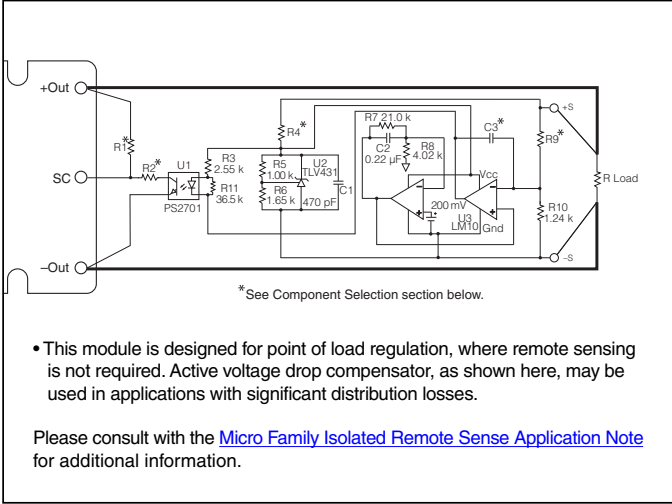 +Out
SC
–Out
R1*
R2*
U1
PS2701
R3
2.55 k
R11
36.5 k
R4*
R5
1.00 k
R6
1.65 k
U2
TLV431
470 pF
C1
R7 21.0 k
C2
0.22 µF
R8
4.02 k
200 mV
U3
LM10
Vcc
Gnd
C3*
R9*
R10
1.24 k
+S
–S
R Load
*See Component Selection section below.
• This module is designed for point of load regulation, where remote sensing
is not required. Active voltage drop compensator, as shown here, may be
used in applications with significant distribution losses.
Please consult with the Micro Family Isolated Remote Sense Application Note
for additional information.